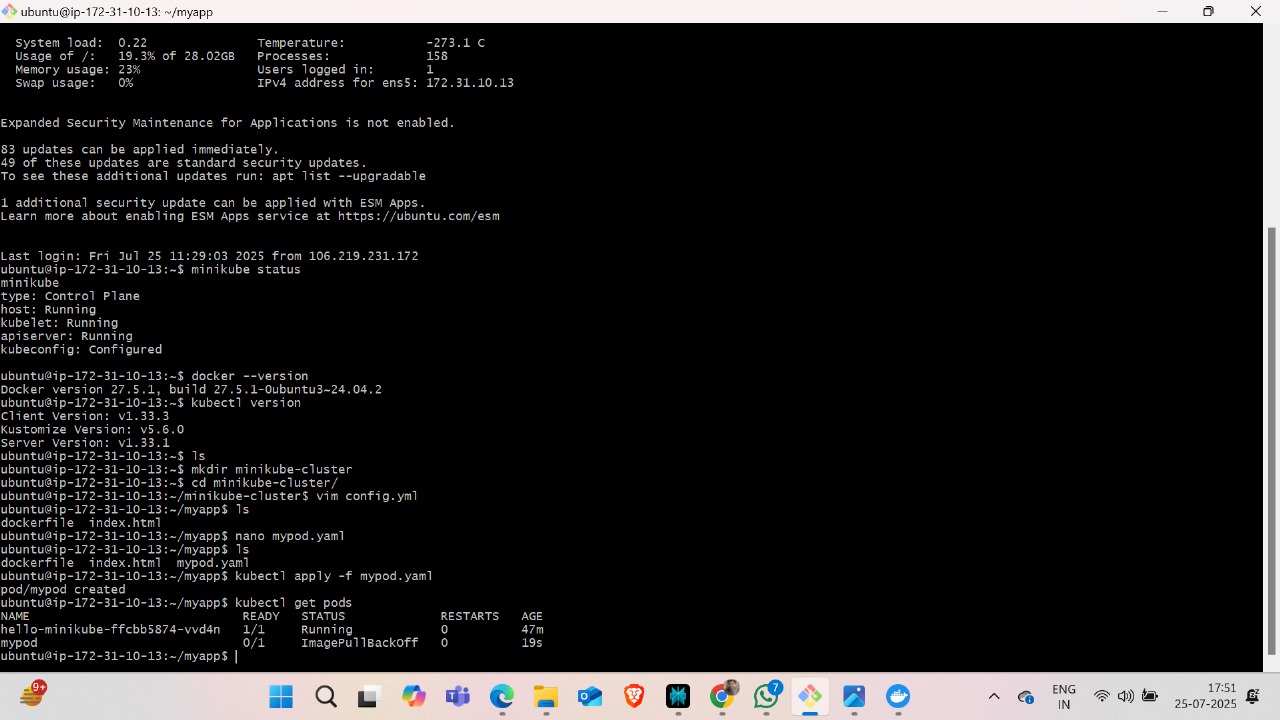 ubuntu@ip-172-31-10-13: ~/myapp
System load:  0.22               Temperature:           -273.1 C
Usage of /:   19.3% of 28.02GB   Processes:             158
Memory usage: 23%                Users logged in:       1
Swap usage:   0%                 IPv4 address for ens5: 172.31.10.13
Expanded Security Maintenance for Applications is not enabled.
83 updates can be applied immediately.
49 of these updates are standard security updates.
To see these additional updates run: apt list --upgradable
1 additional security update can be applied with ESM Apps.
Learn more about enabling ESM Apps service at https://ubuntu.com/esm
Last login: Fri Jul 25 11:29:03 2025 from 106.219.231.172
ubuntu@ip-172-31-10-13:~$ minikube status
minikube
type: Control Plane
host: Running
kubelet: Running
apiserver: Running
kubeconfig: Configured
ubuntu@ip-172-31-10-13:~$ docker --version
Docker version 27.5.1, build 27.5.1-0ubuntu3~24.04.2
ubuntu@ip-172-31-10-13:~$ kubectl version
Client Version: v1.33.3
Kustomize Version: v5.6.0
Server Version: v1.33.1
ubuntu@ip-172-31-10-13:~$ ls
ubuntu@ip-172-31-10-13:~$ mkdir minikube-cluster
ubuntu@ip-172-31-10-13:~$ cd minikube-cluster/
ubuntu@ip-172-31-10-13:~/minikube-cluster$ vim config.yml
ubuntu@ip-172-31-10-13:~/myapp$ ls
dockerfile  index.html
ubuntu@ip-172-31-10-13:~/myapp$ nano mypod.yaml
ubuntu@ip-172-31-10-13:~/myapp$ ls
dockerfile  index.html  mypod.yaml
ubuntu@ip-172-31-10-13:~/myapp$ kubectl apply -f mypod.yaml
pod/mypod created
ubuntu@ip-172-31-10-13:~/myapp$ kubectl get pods
NAME                             READY   STATUS             RESTARTS   AGE
hello-minikube-ffcbb5874-vvd4n   1/1     Running            0          47m
mypod                            0/1     ImagePullBackOff   0          19s
ubuntu@ip-172-31-10-13:~/myapp$
9+
7
ENG
IN
17:51
25-07-2025